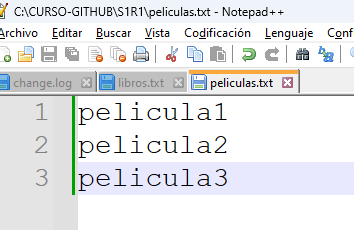 C:\CURSO-GITHUB\S1R1\peliculas.txt - Notepad++
Archivo Editar Buscar Vista Codificación Lenguaje Confi
change.log libros.txt peliculas.txt
1 pelicula1
2 pelicula2
3 pelicula3